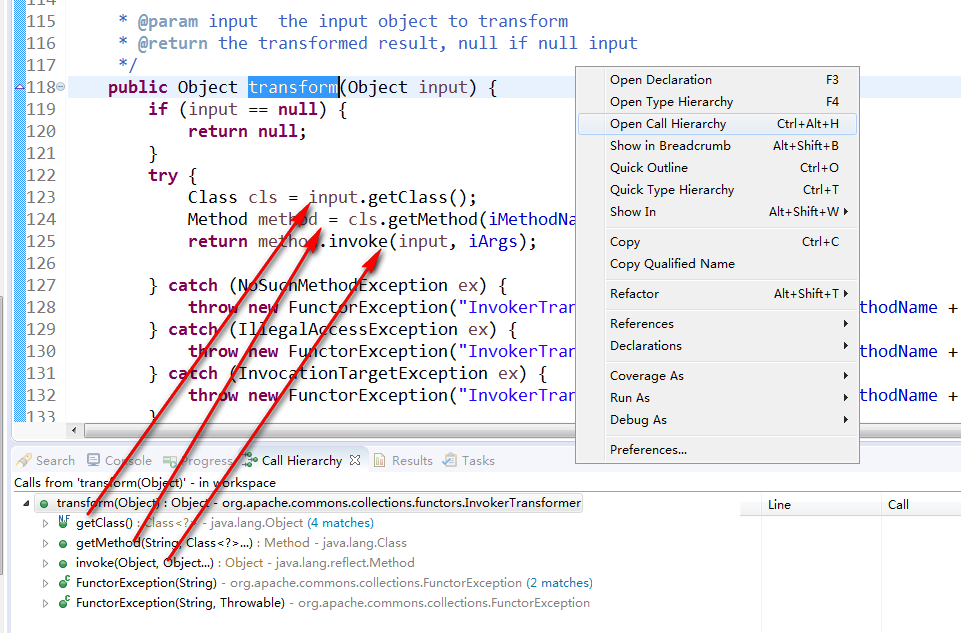 114
115 * @param input the input object to transform
116 * @return the transformed result, null if null input
117 */
118 public Object transform(Object input) {
119 if (input == null) {
120 return null;
121 }
122 try {
123 Class cls = input.getClass();
124 Method method = cls.getMethod(iMethodNa
125 return method.invoke(input, iArgs);
126
127 } catch (NoSuchMethodException ex) {
128 throw new FunctorException("InvokerTran thodName +
129 } catch (IllegalAccessException ex) {
130 throw new FunctorException("InvokerTran thodName +
131 } catch (InvocationTargetException ex) {
132 throw new FunctorException("InvokerTran thodName +
133 }
Open Declaration F3
Open Type Hierarchy F4
Open Call Hierarchy Ctrl+Alt+H
Show in Breadcrumb Alt+Shift+B
Quick Outline Ctrl+O
Quick Type Hierarchy Ctrl+T
Show In Alt+Shift+W
Copy Ctrl+C
Copy Qualified Name
Refactor Alt+Shift+T
References
Declarations
Coverage As
Run As
Debug As
Preferences...
Search Console Progress Call Hierarchy Results Tasks
Calls from 'transform(Object)' - in workspace
transform(Object) : Object - org.apache.commons.collections.functors.InvokerTransformer
Line Call
getClass() : Class<?> - java.lang.Object (4 matches)
getMethod(String, Class<?>...) : Method - java.lang.Class
invoke(Object, Object...) : Object - java.lang.reflect.Method
FunctorException(String) - org.apache.commons.collections.FunctorException (2 matches)
FunctorException(String, Throwable) - org.apache.commons.collections.FunctorException